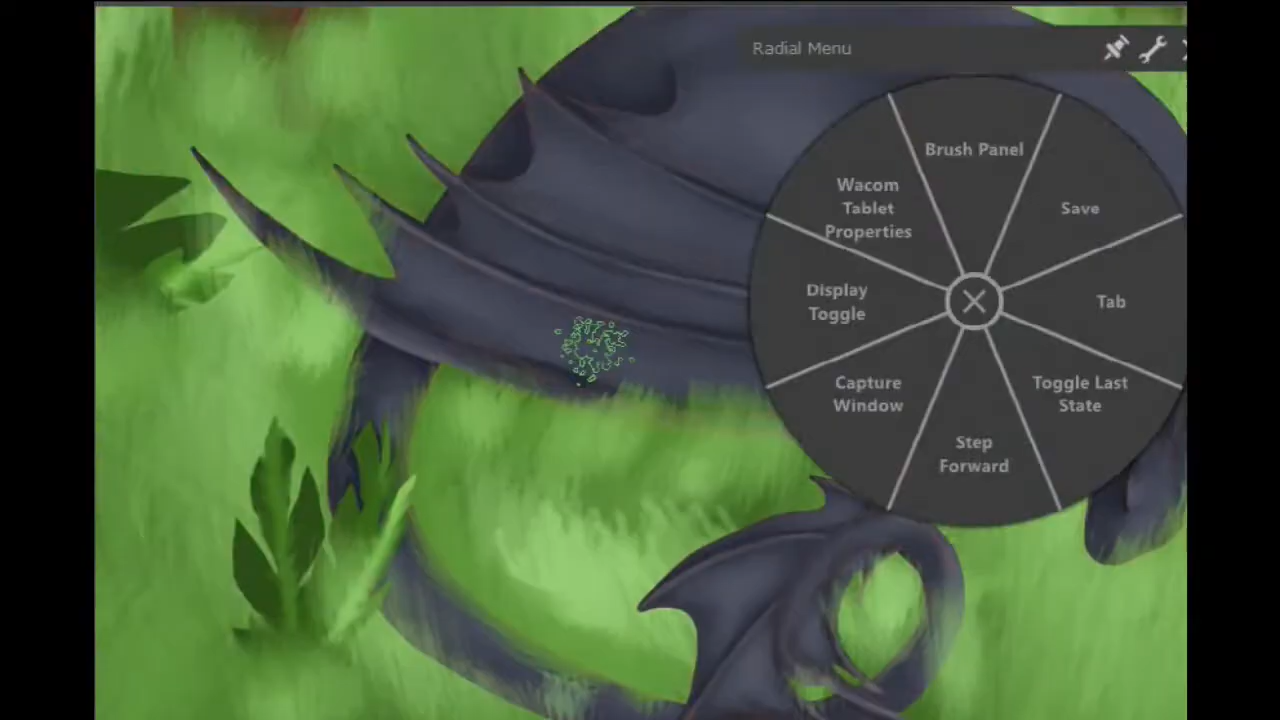 Radial Menu
Brush Panel
Wacom
Tablet
Properties
Save
Display
Toggle
Tab
Capture
Window
Toggle Last
State
Step
Forward